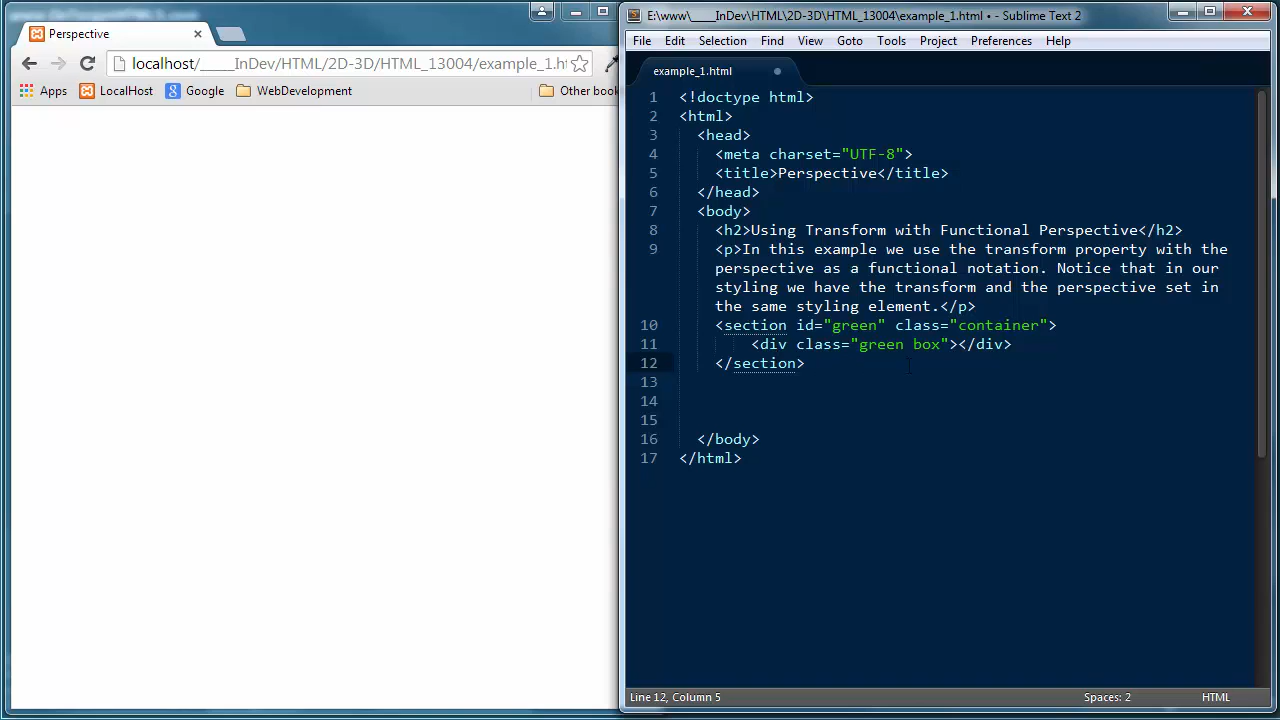 Perspective
localhost/_____InDev/HTML/2D-3D/HTML_13004/example_1.ht
Apps LocalHost Google WebDevelopment Other book
E:\www\_____InDev\HTML\2D-3D\HTML_13004\example_1.html • - Sublime Text 2
File Edit Selection Find View Goto Tools Project Preferences Help
example_1.html
1 <!doctype html>
2 <html>
3 <head>
4 <meta charset="UTF-8">
5 <title>Perspective</title>
6 </head>
7 <body>
8 <h2>Using Transform with Functional Perspective</h2>
9 <p>In this example we use the transform property with the
perspective as a functional notation. Notice that in our
styling we have the transform and the perspective set in
the same styling element.</p>
10 <section id="green" class="container">
11 <div class="green box"></div>
12 </section>
13
14
15
16 </body>
17 </html>
Line 12, Column 5 Spaces: 2 HTML